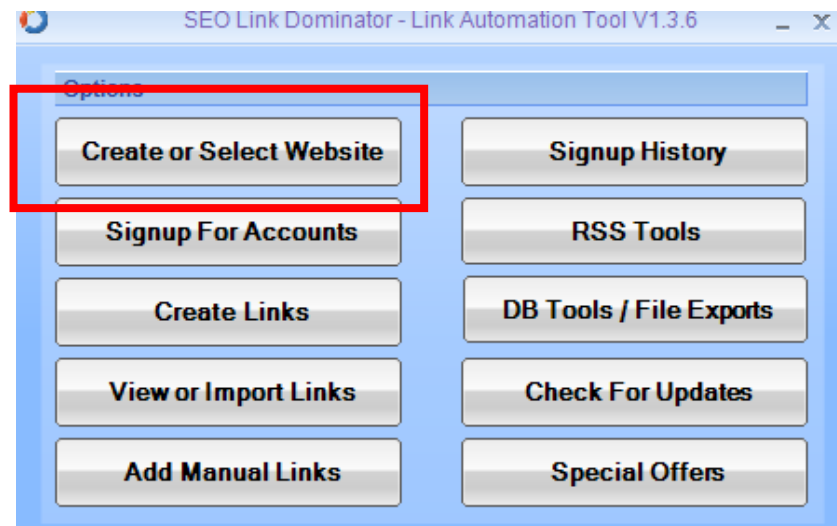 SEO Link Dominator - Link Automation Tool V1.3.6
Options
Create or Select Website
Signup History
Signup For Accounts
RSS Tools
Create Links
DB Tools / File Exports
View or Import Links
Check For Updates
Add Manual Links
Special Offers